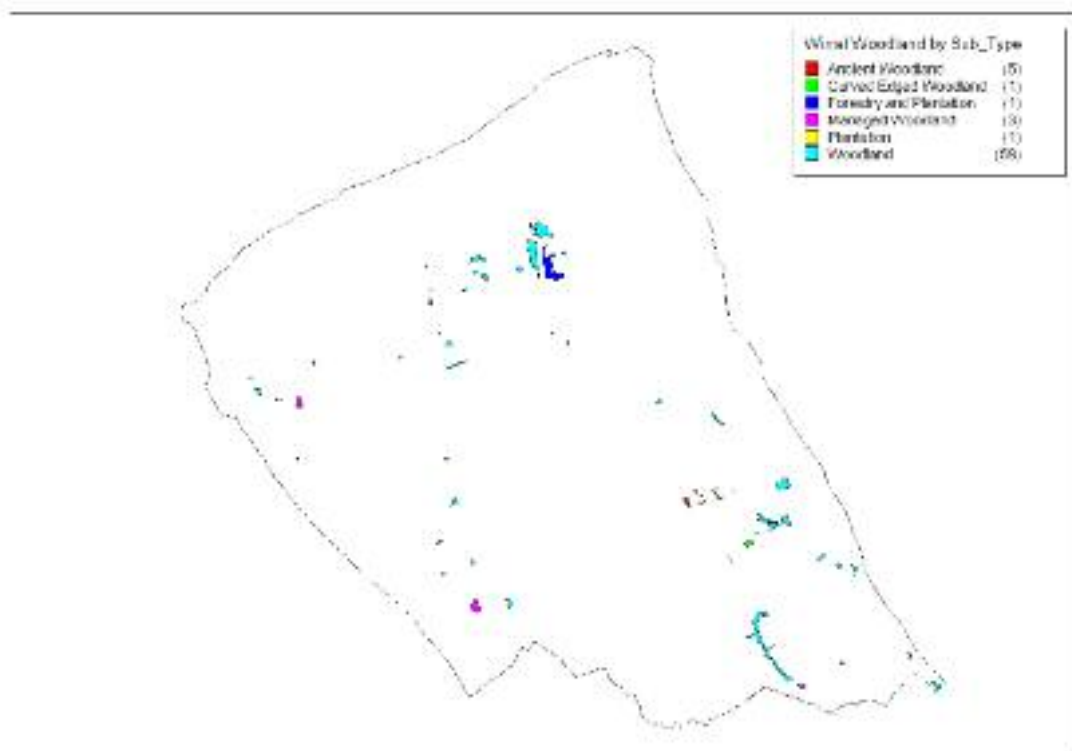 Wirral Woodland by Sub_Type
Ancient Woodland (5)
Curved Edged Woodland (1)
Forestry and Plantation (1)
Managed Woodland (3)
Plantation (1)
Woodland